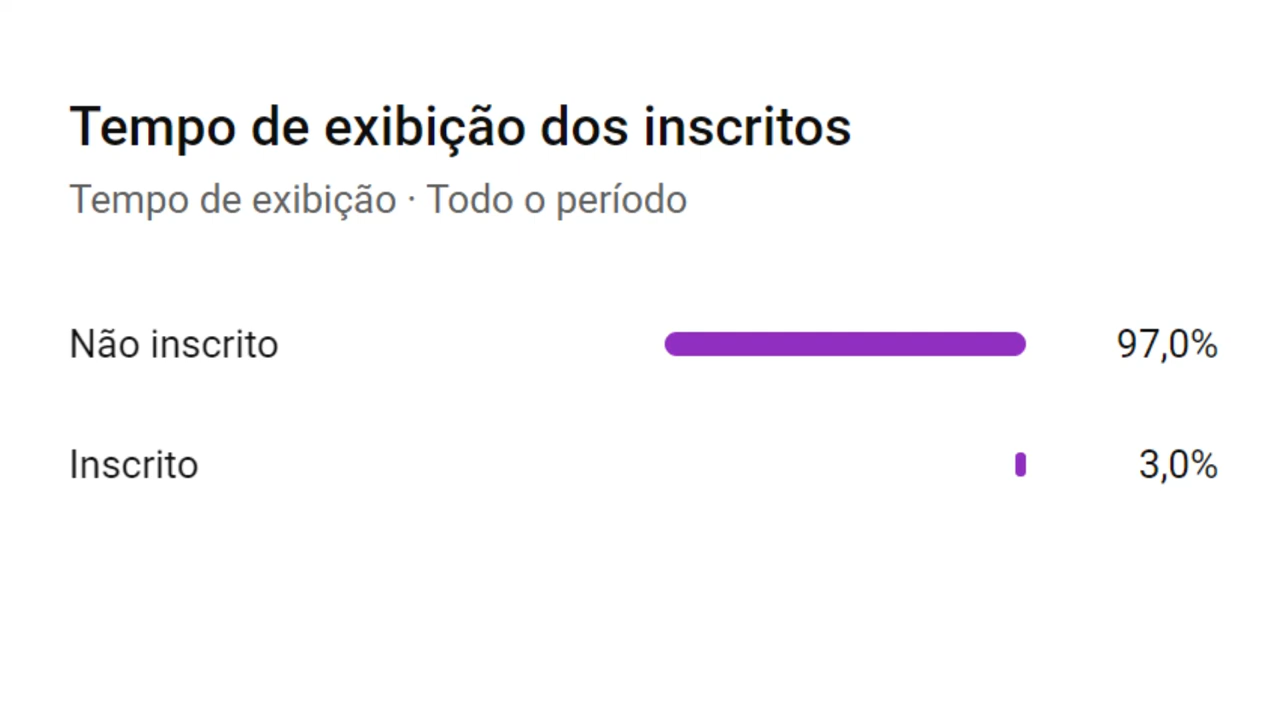 Tempo de exibição dos inscritos
Tempo de exibição · Todo o período
Não inscrito 97,0%
Inscrito 3,0%